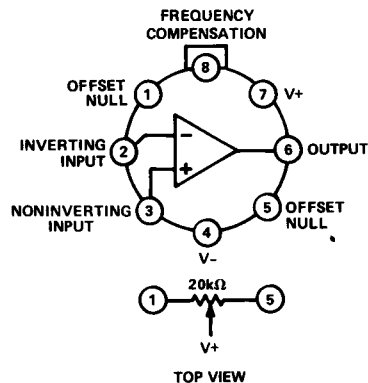 FREQUENCY
COMPENSATION
8
OFFSET
NULL
1
7
V+
INVERTING
INPUT
2
−
6
OUTPUT
+
NONINVERTING
INPUT
3
5
OFFSET
NULL
4
V−
20kΩ
1
5
V+
TOP VIEW